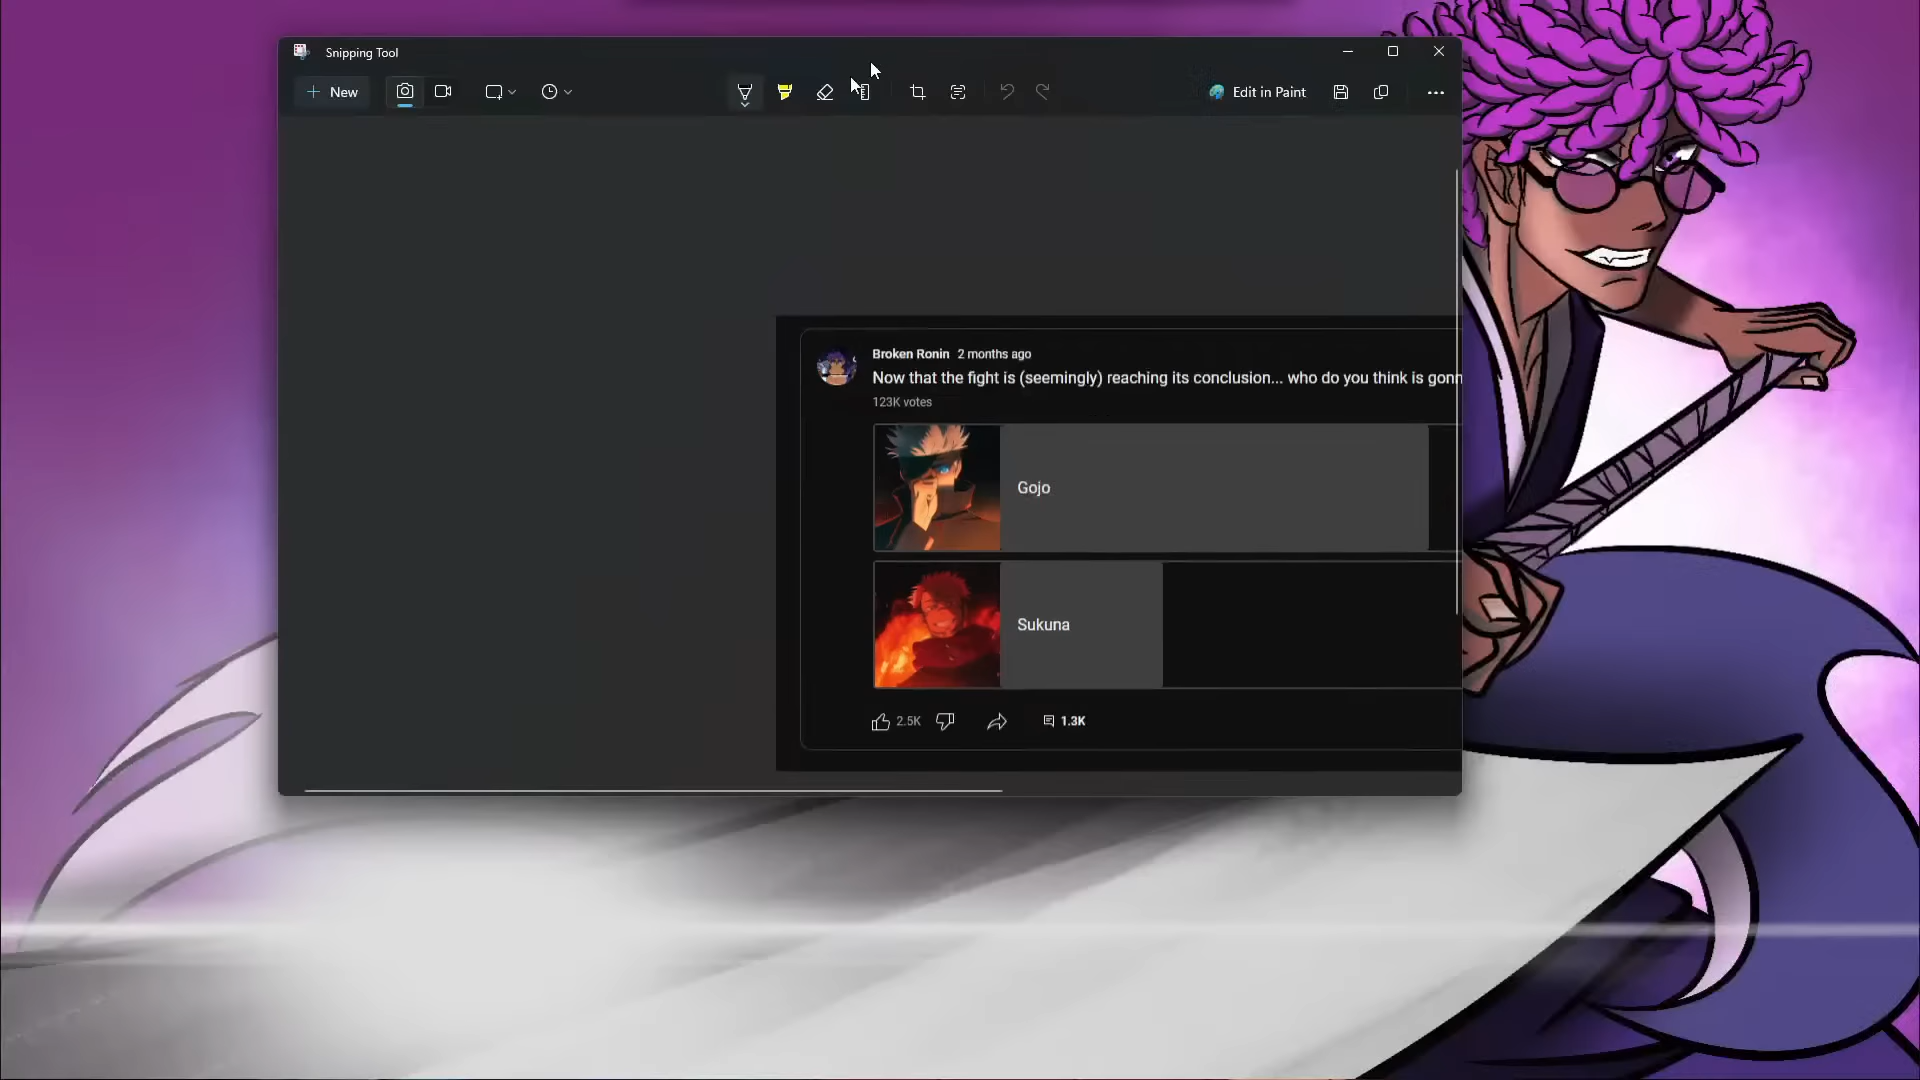 Snipping Tool
New
Edit in Paint
Broken Ronin 2 months ago
Now that the fight is (seemingly) reaching its conclusion... who do you think is gonn
123K votes
Gojo
Sukuna
2.5K 1.3K